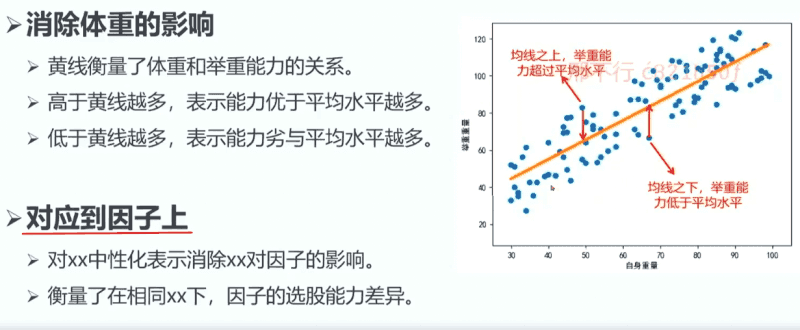 消除体重的影响
黄线衡量了体重和举重能力的关系。
高于黄线越多，表示能力优于平均水平越多。
低于黄线越多，表示能力劣与平均水平越多。
对应到因子上
对xx中性化表示消除xx对因子的影响。
衡量了在相同xx下，因子的选股能力差异。
均线之上，举重能
力超过平均水平
均线之下，举重能
力低于平均水平
举重重量
120
100
80
60
40
20
30 40 50 60 70 80 90 100
自身重量